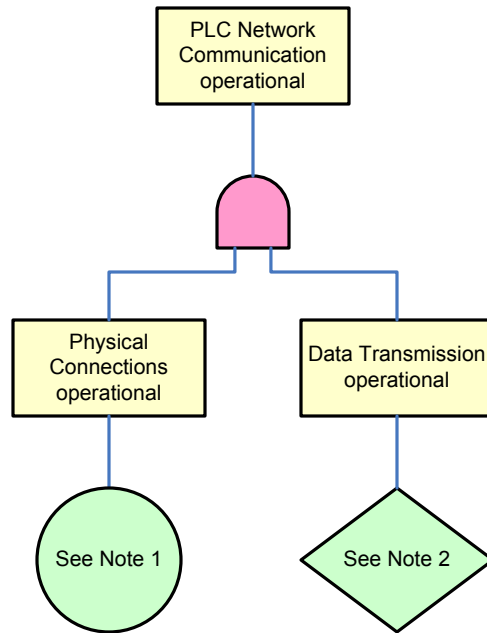 PLC Network
Communication
operational
Physical
Connections
operational
Data Transmission
operational
See Note 1
See Note 2